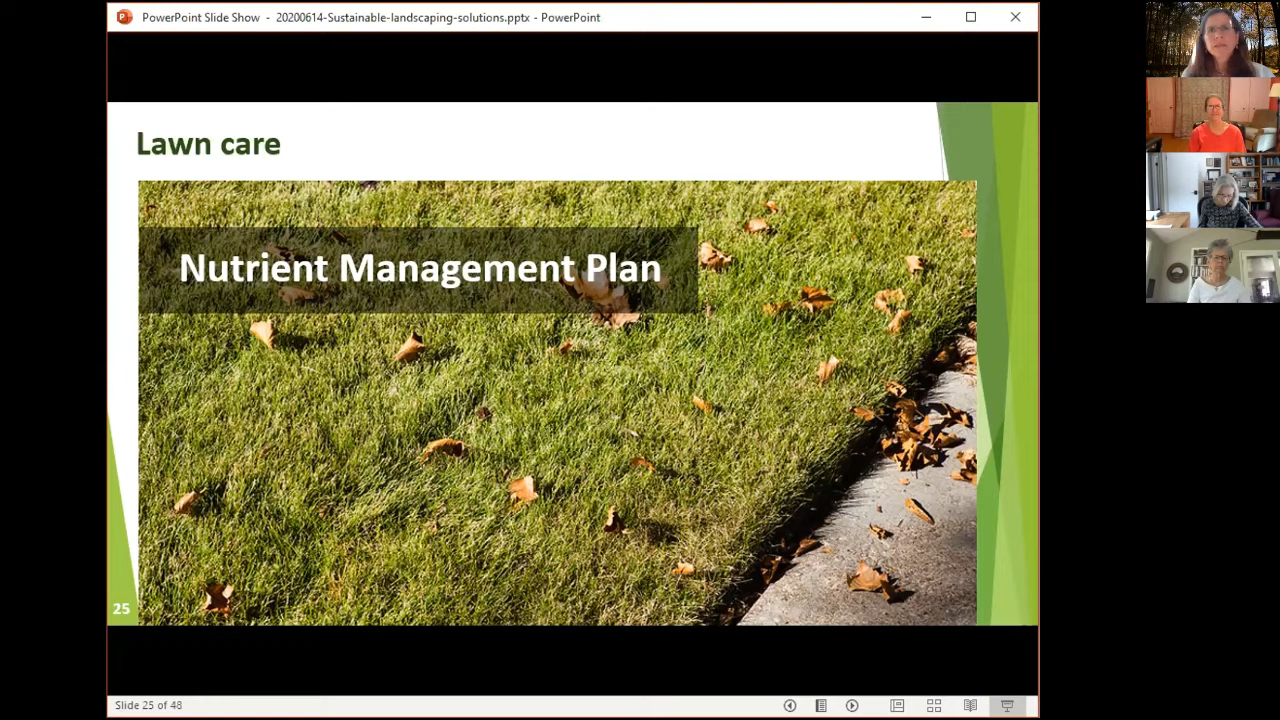 PowerPoint Slide Show - 20200614-Sustainable-landscaping-solutions.pptx - PowerPoint
Lawn care
Nutrient Management Plan
25
Slide 25 of 48